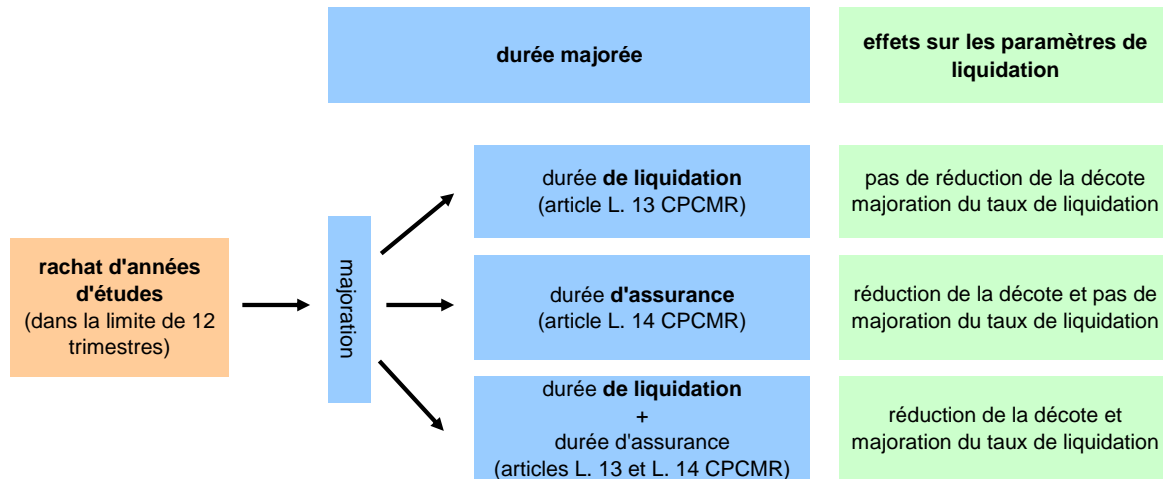 durée majorée
effets sur les paramètres de
liquidation
rachat d'années
d'études
(dans la limite de 12
trimestres)
majoration
durée de liquidation
(article L. 13 CPCMR)
pas de réduction de la décote
majoration du taux de liquidation
durée d'assurance
(article L. 14 CPCMR)
réduction de la décote et pas de
majoration du taux de liquidation
durée de liquidation
+
durée d'assurance
(articles L. 13 et L. 14 CPCMR)
réduction de la décote et
majoration du taux de liquidation